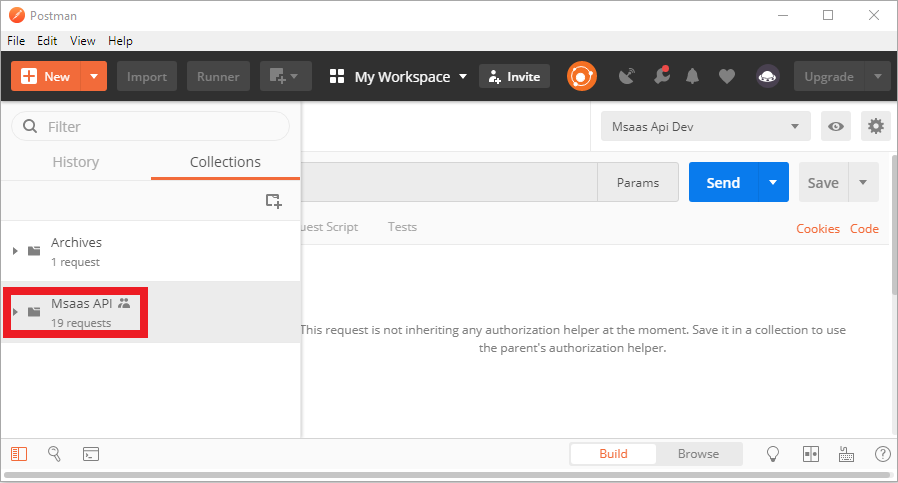 Postman
File Edit View Help
New Import Runner My Workspace Invite Upgrade
Filter
Msaas Api Dev
History Collections
Params Send Save
uest Script Tests Cookies Code
Archives
1 request
Msaas API
19 requests
This request is not inheriting any authorization helper at the moment. Save it in a collection to use
the parent's authorization helper.
Build Browse